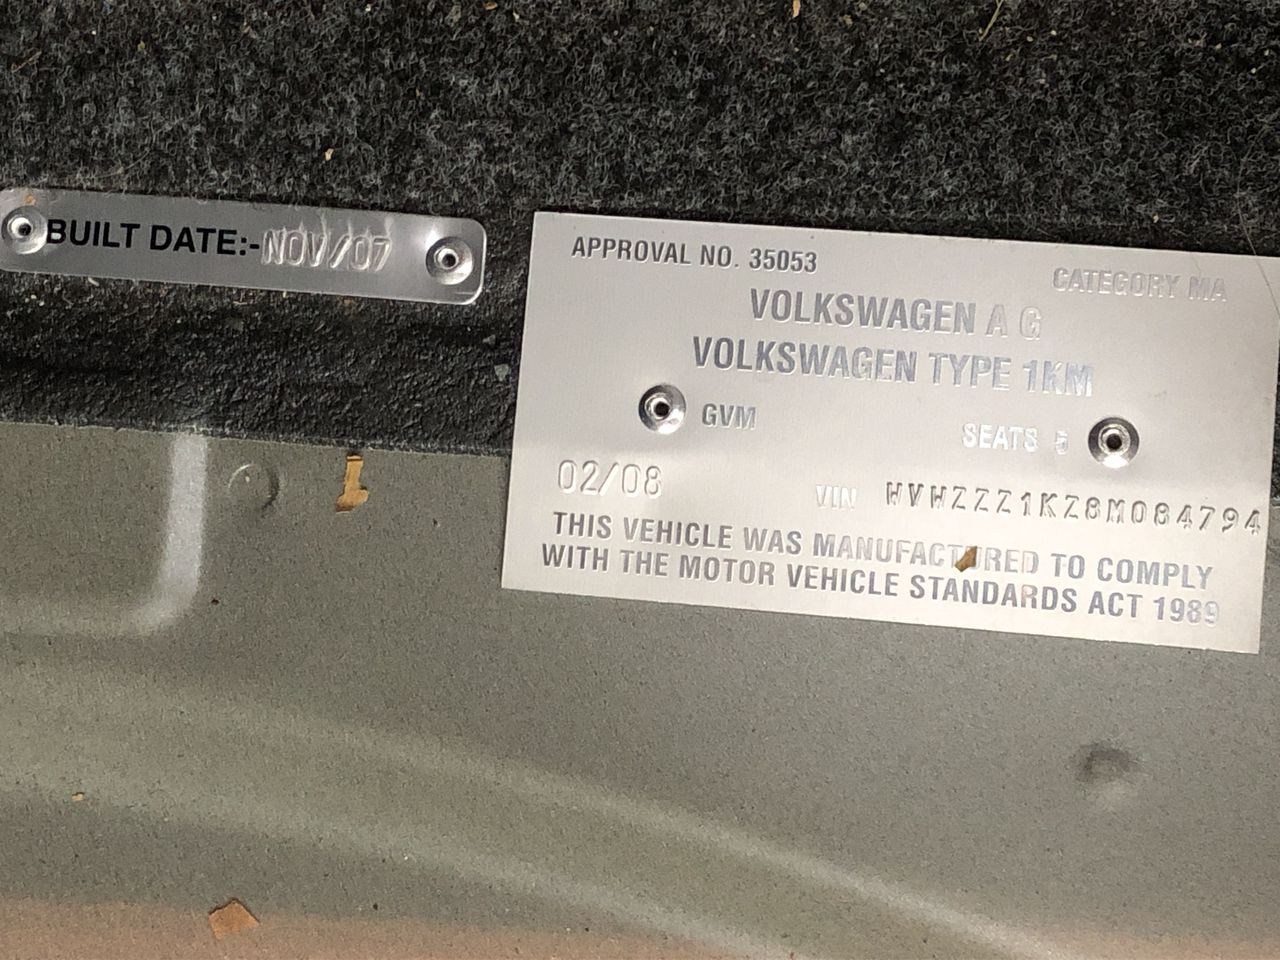 BUILT DATE:-NOV/07
APPROVAL NO. 35053
CATEGORY MA
VOLKSWAGEN A G
VOLKSWAGEN TYPE 1KM
GVM
SEATS 5
02/08
VIN WVWZZZ1KZ8M084794
THIS VEHICLE WAS MANUFACTURED TO COMPLY
WITH THE MOTOR VEHICLE STANDARDS ACT 1989